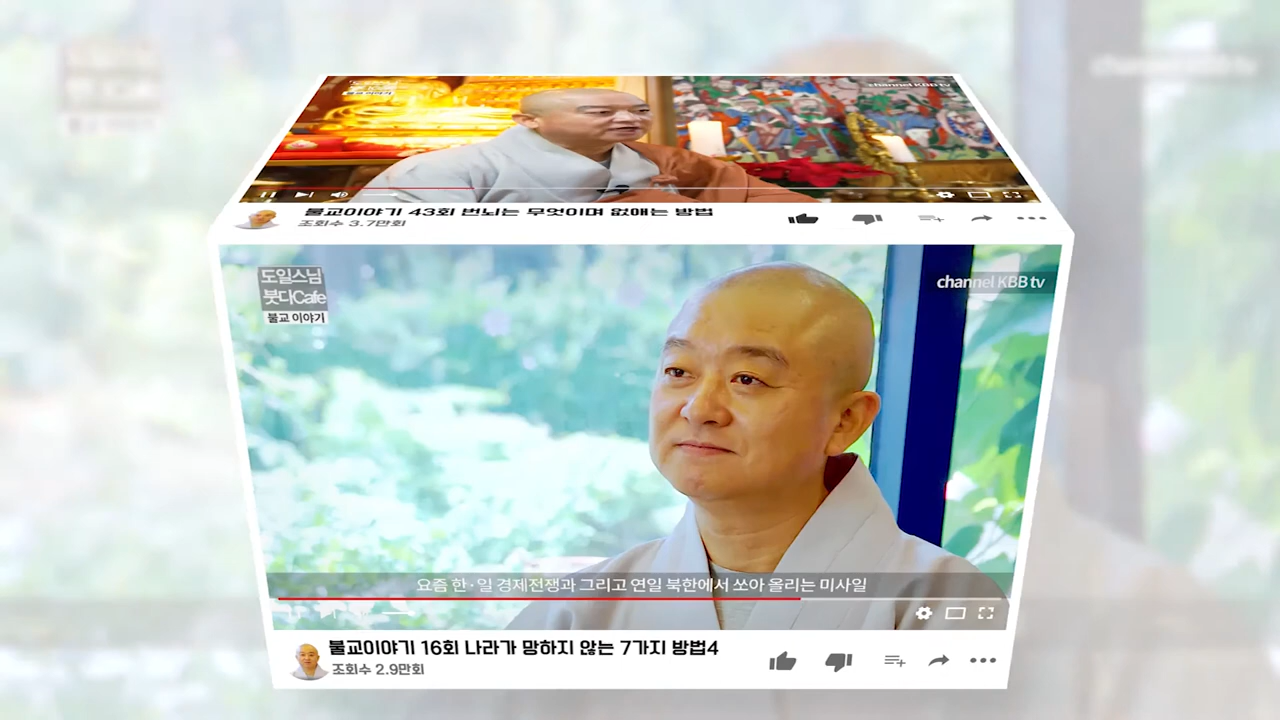 channel KBB tv
불교이야기 43회 번뇌는 무엇이며 없애는 방법
조회수 3.7만회
도일스님
붓다Cafe
불교 이야기
channel KBB tv
요즘 한·일 경제전쟁과 그리고 연일 북한에서 쏘아 올리는 미사일
불교이야기 16회 나라가 망하지 않는 7가지 방법4
조회수 2.9만회